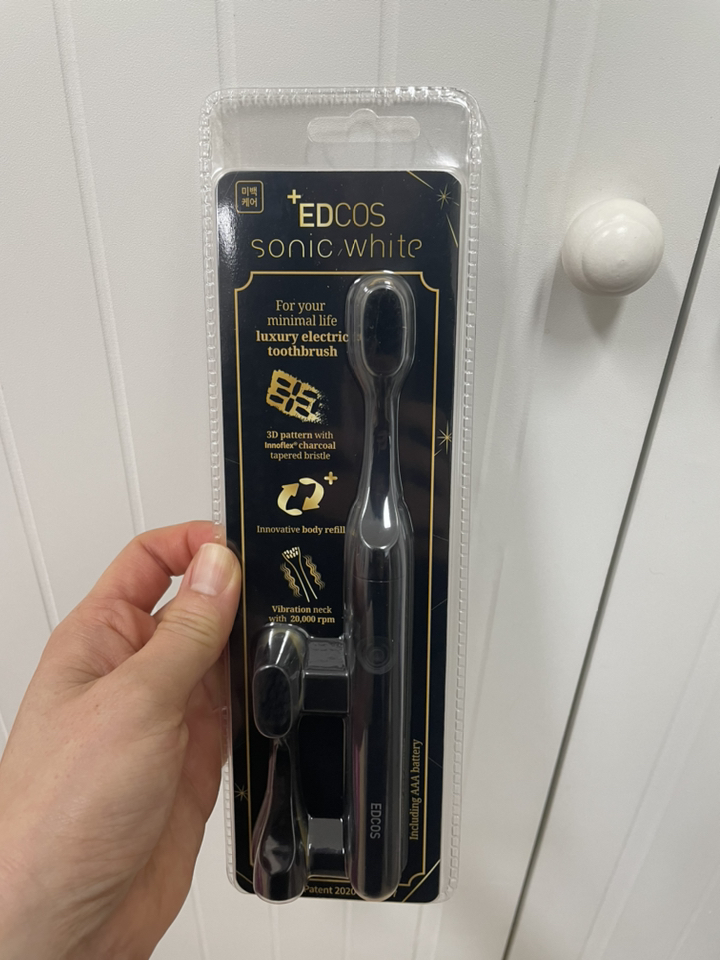 미백
케어
+EDCOS
sonic white
For your
minimal life
luxury electric
toothbrush
3D pattern with
Innoflex® charcoal
tapered bristle
Innovative body refill
Vibration neck
with 20,000 rpm
Including AAA battery
EDCOS
Patent 2020